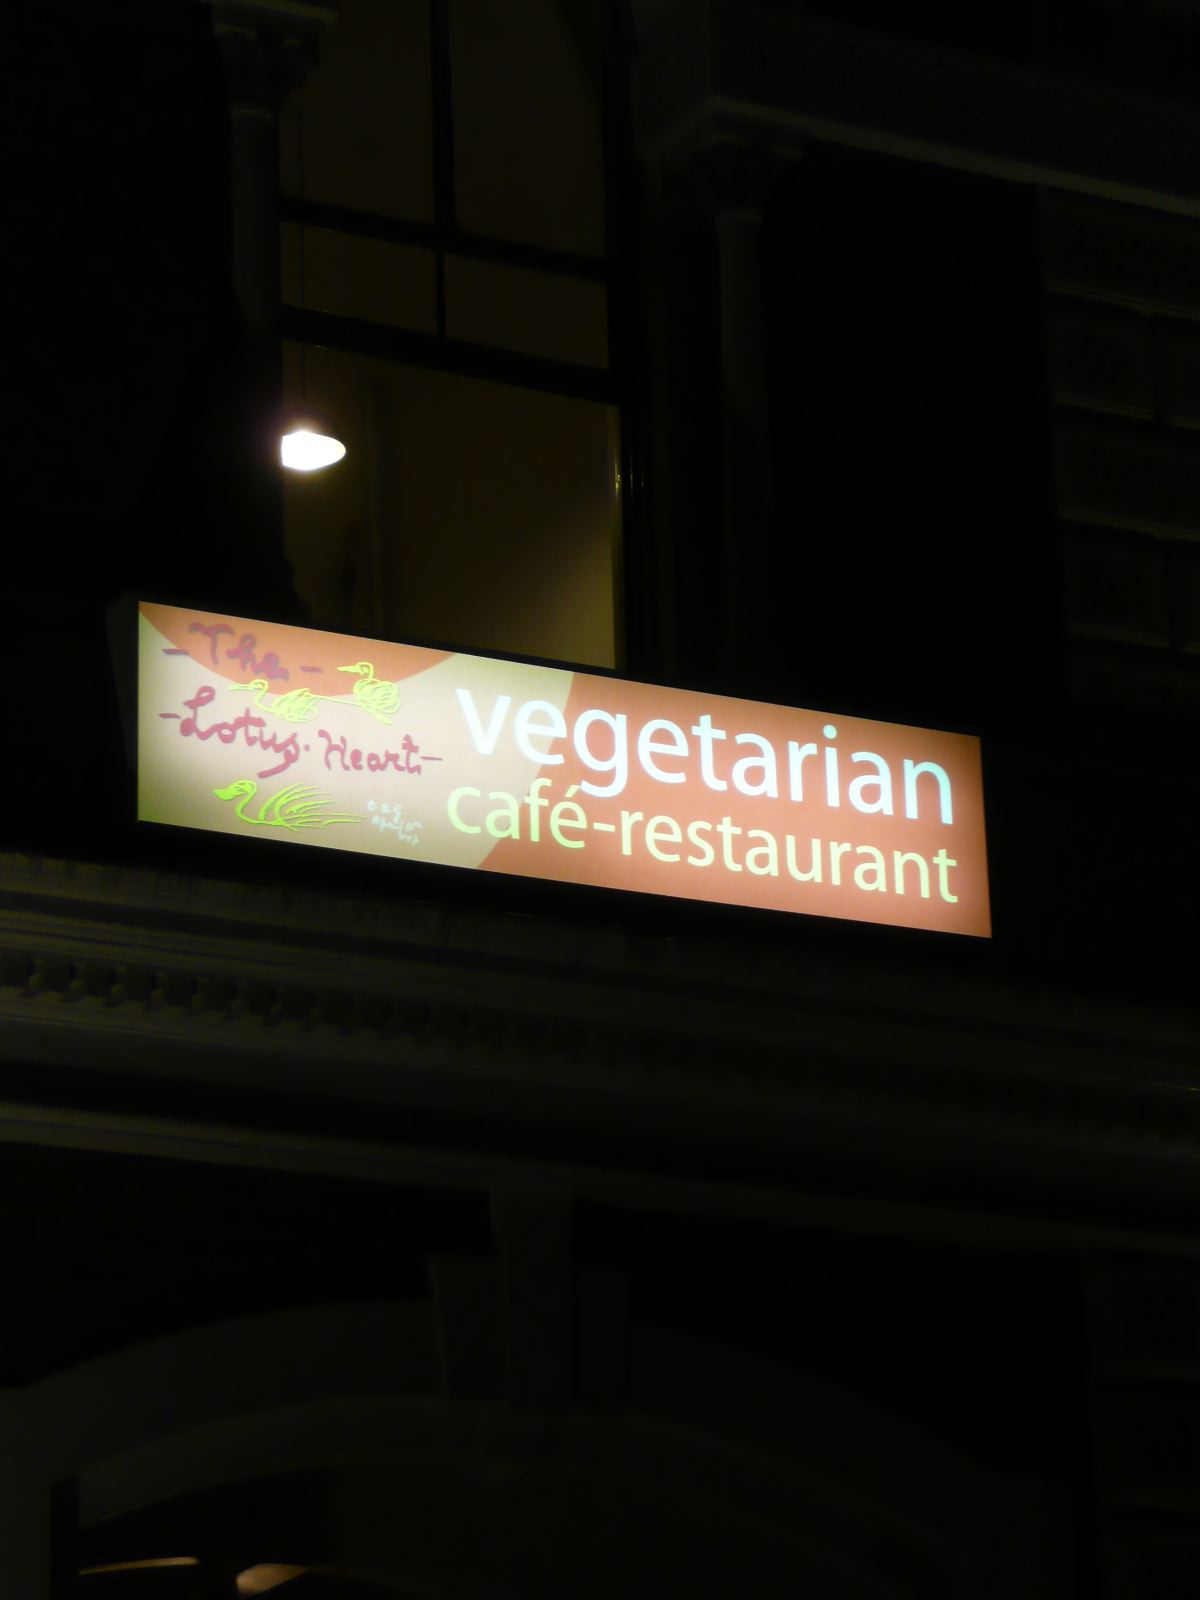 -The-
-Lotus-Heart-
vegetarian
café-restaurant